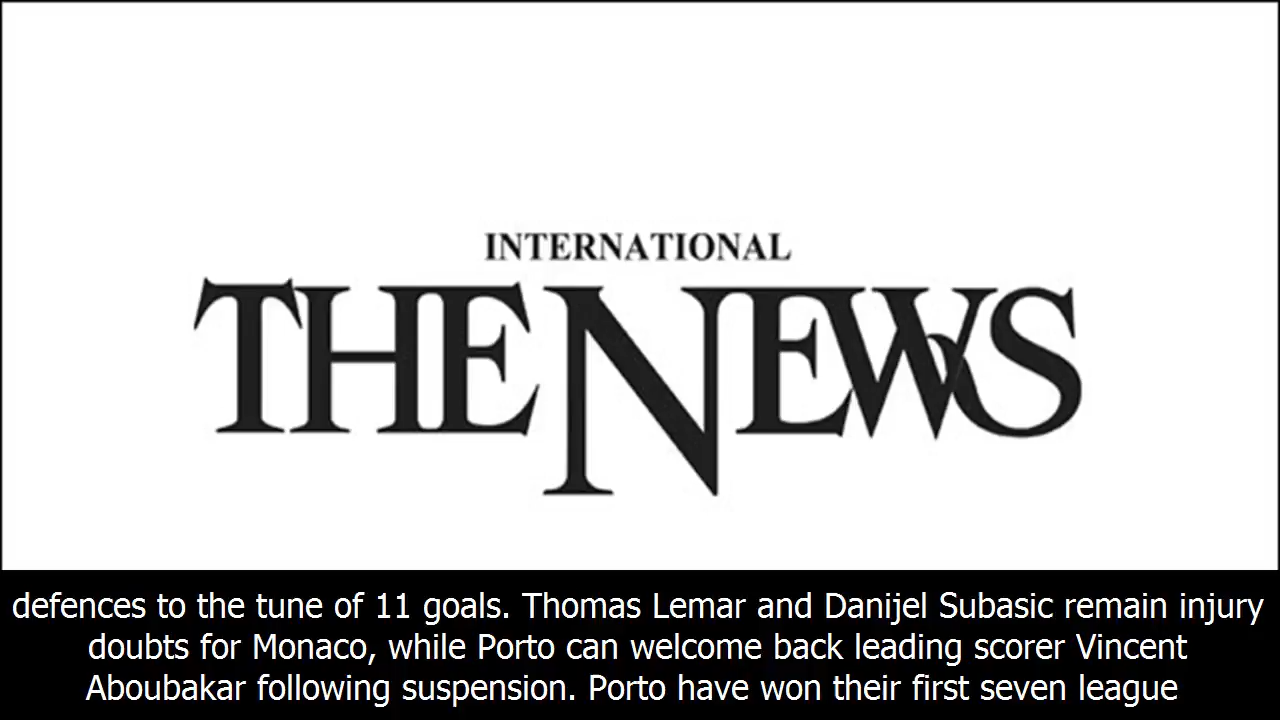 INTERNATIONAL
THE NEWS
defences to the tune of 11 goals. Thomas Lemar and Danijel Subasic remain injury
doubts for Monaco, while Porto can welcome back leading scorer Vincent
Aboubakar following suspension. Porto have won their first seven league